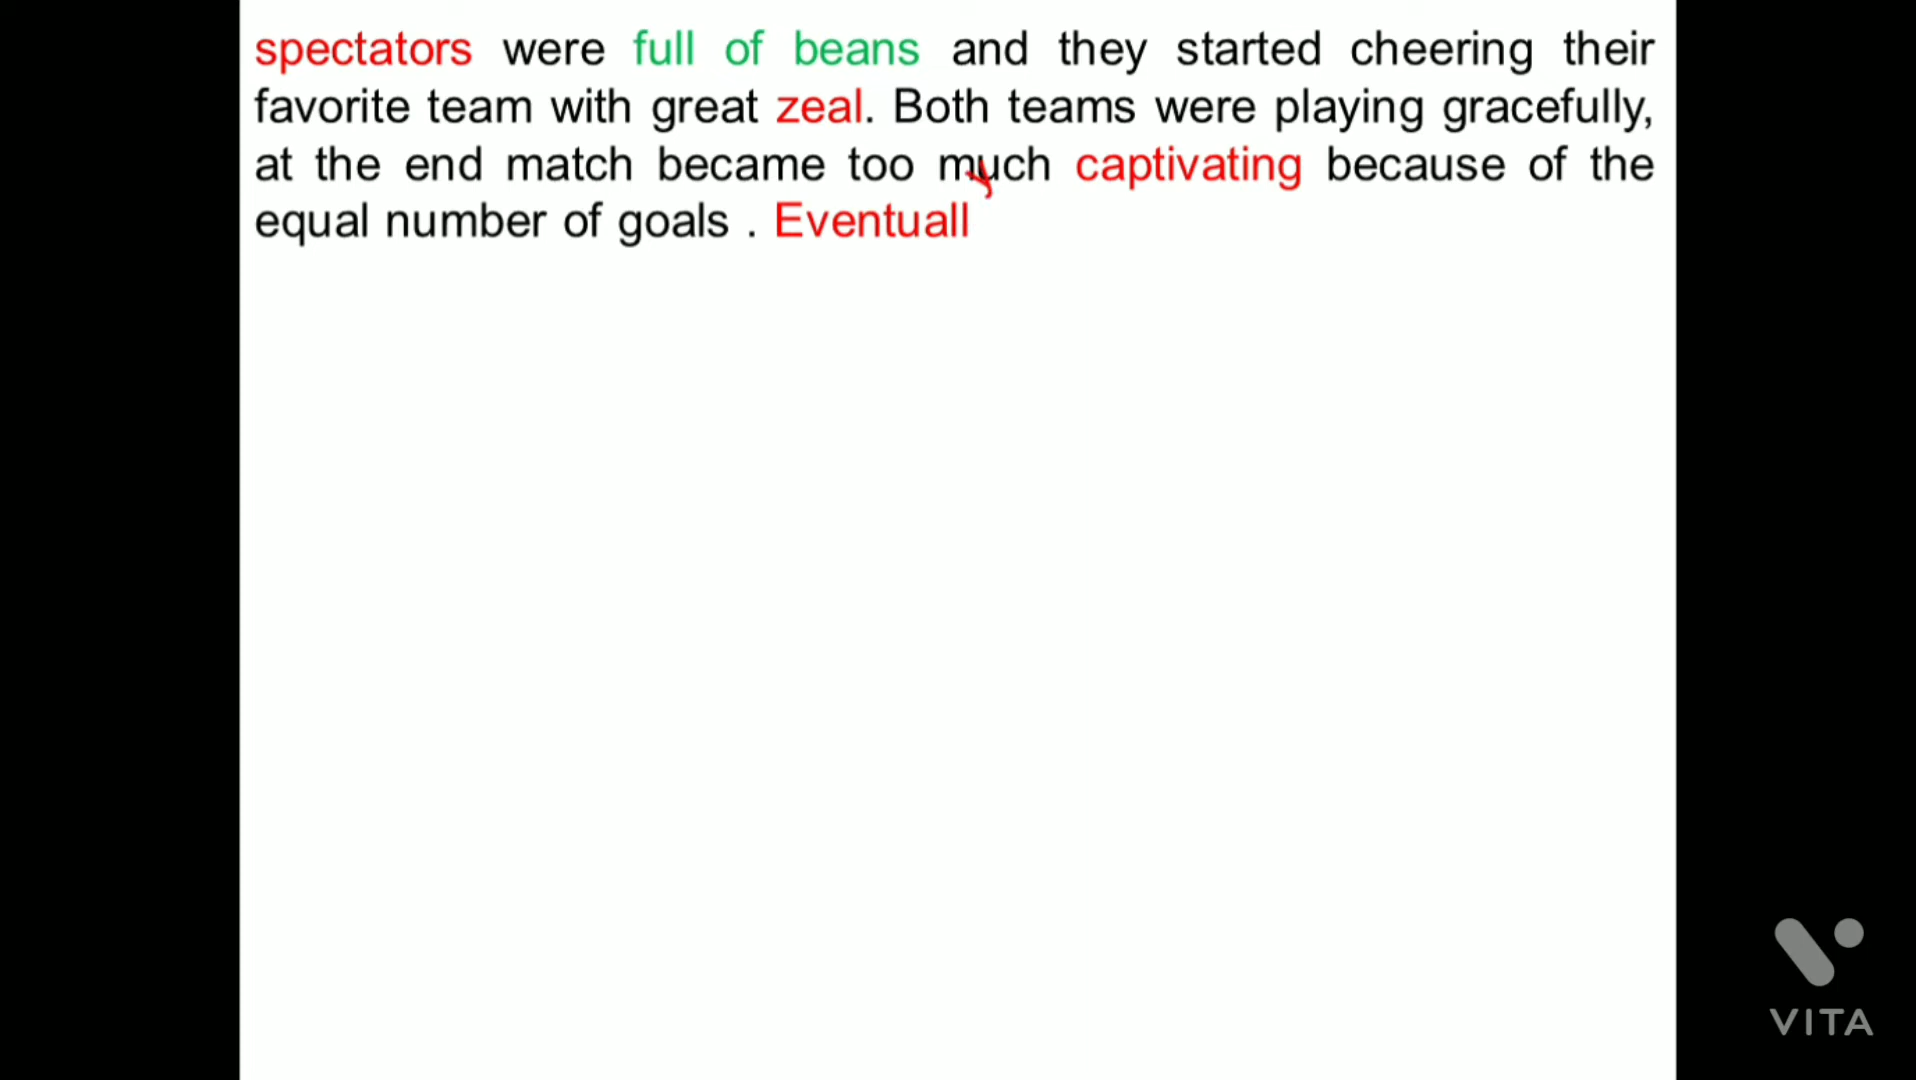 spectators were full of beans and they started cheering their
favorite team with great zeal. Both teams were playing gracefully,
at the end match became too much captivating because of the
equal number of goals . Eventually
VITA